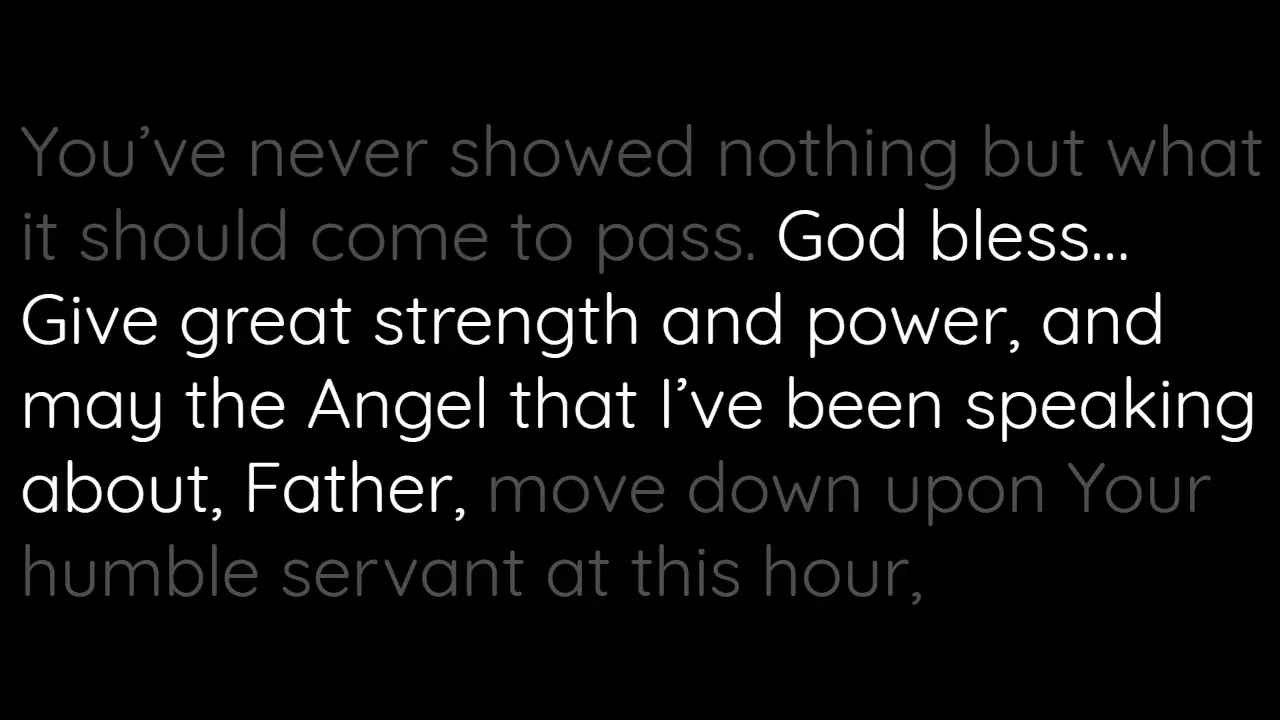 You’ve never showed nothing but what
it should come to pass. God bless...
Give great strength and power, and
may the Angel that I’ve been speaking
about, Father, move down upon Your
humble servant at this hour,